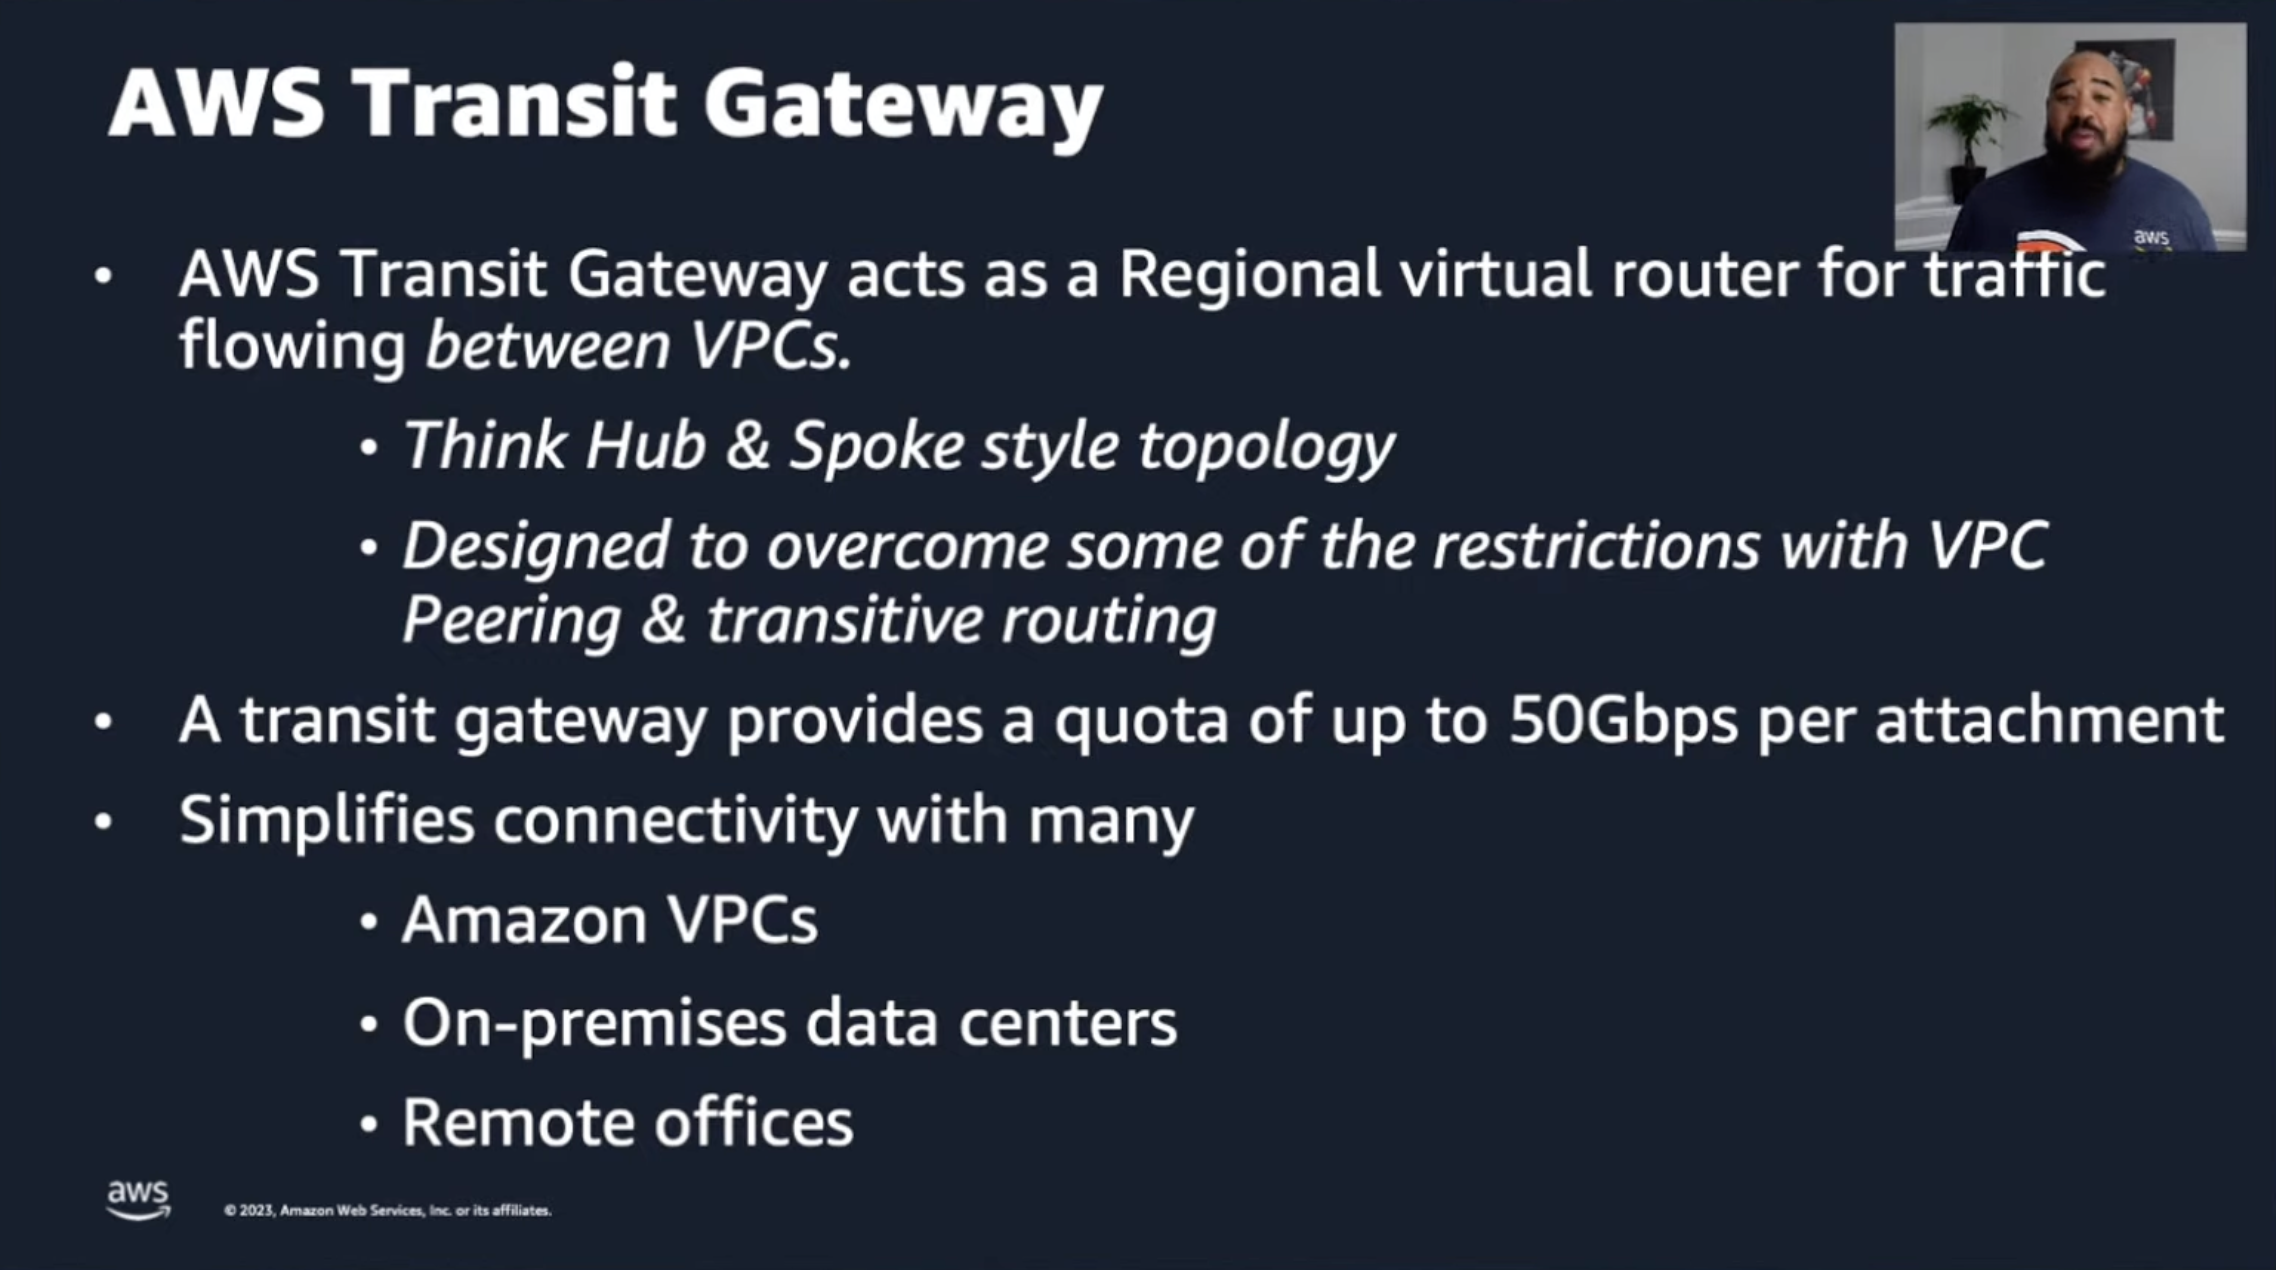 AWS Transit Gateway
aws
• AWS Transit Gateway acts as a Regional virtual router for traffic
flowing between VPCs.
• Think Hub & Spoke style topology
• Designed to overcome some of the restrictions with VPC
Peering & transitive routing
• A transit gateway provides a quota of up to 50Gbps per attachment
• Simplifies connectivity with many
• Amazon VPCs
• On-premises data centers
• Remote offices
aws
© 2023, Amazon Web Services, Inc. or its affiliates.